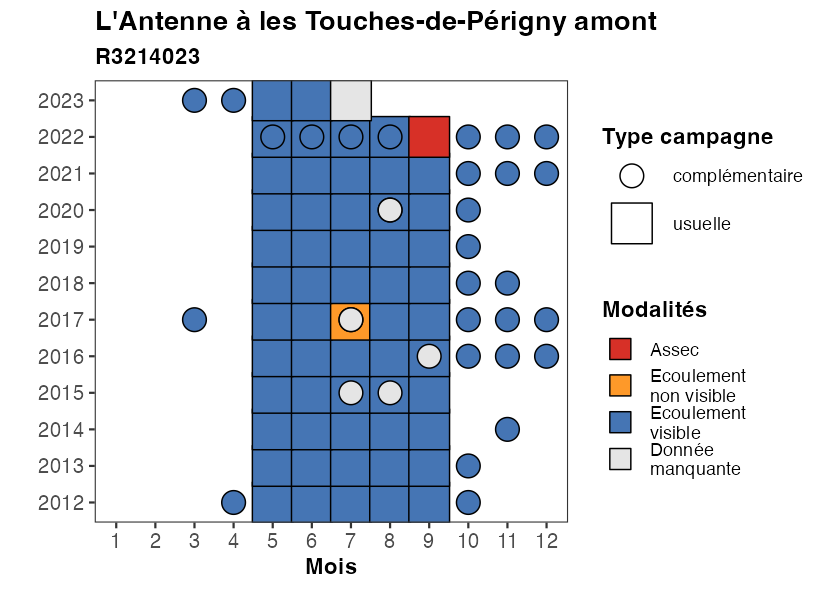 L'Antenne à les Touches-de-Périgny amont
R3214023
2023
2022
2021
2020
2019
2018
2017
2016
2015
2014
2013
2012
1 2 3 4 5 6 7 8 9 10 11 12
Mois
Type campagne
complémentaire
usuelle
Modalités
Assec
Ecoulement
non visible
Ecoulement
visible
Donnée
manquante